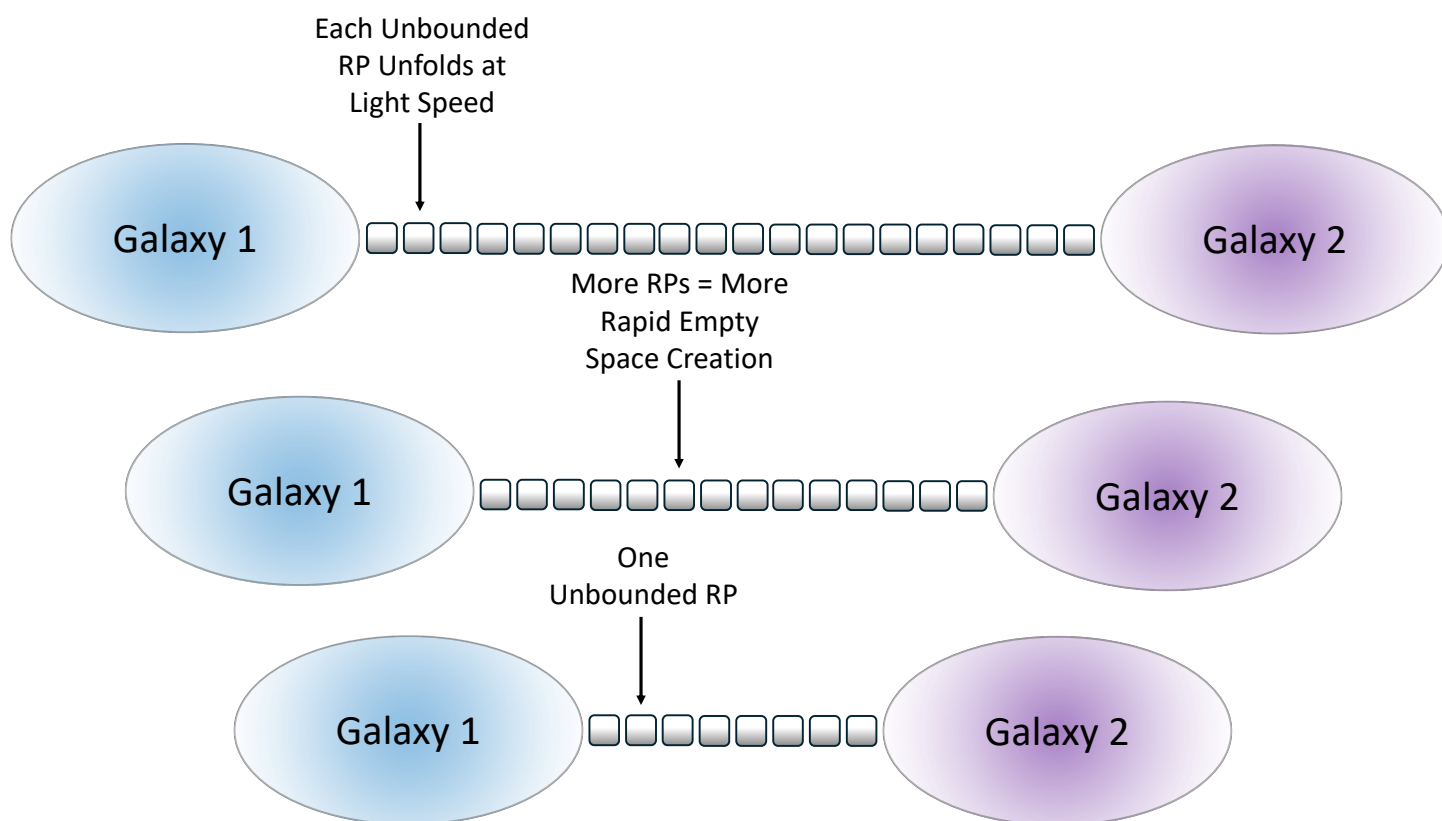 Each Unbounded
RP Unfolds at
Light Speed
Galaxy 1
Galaxy 2
More RPs = More
Rapid Empty
Space Creation
Galaxy 1
Galaxy 2
One
Unbounded RP
Galaxy 1
Galaxy 2